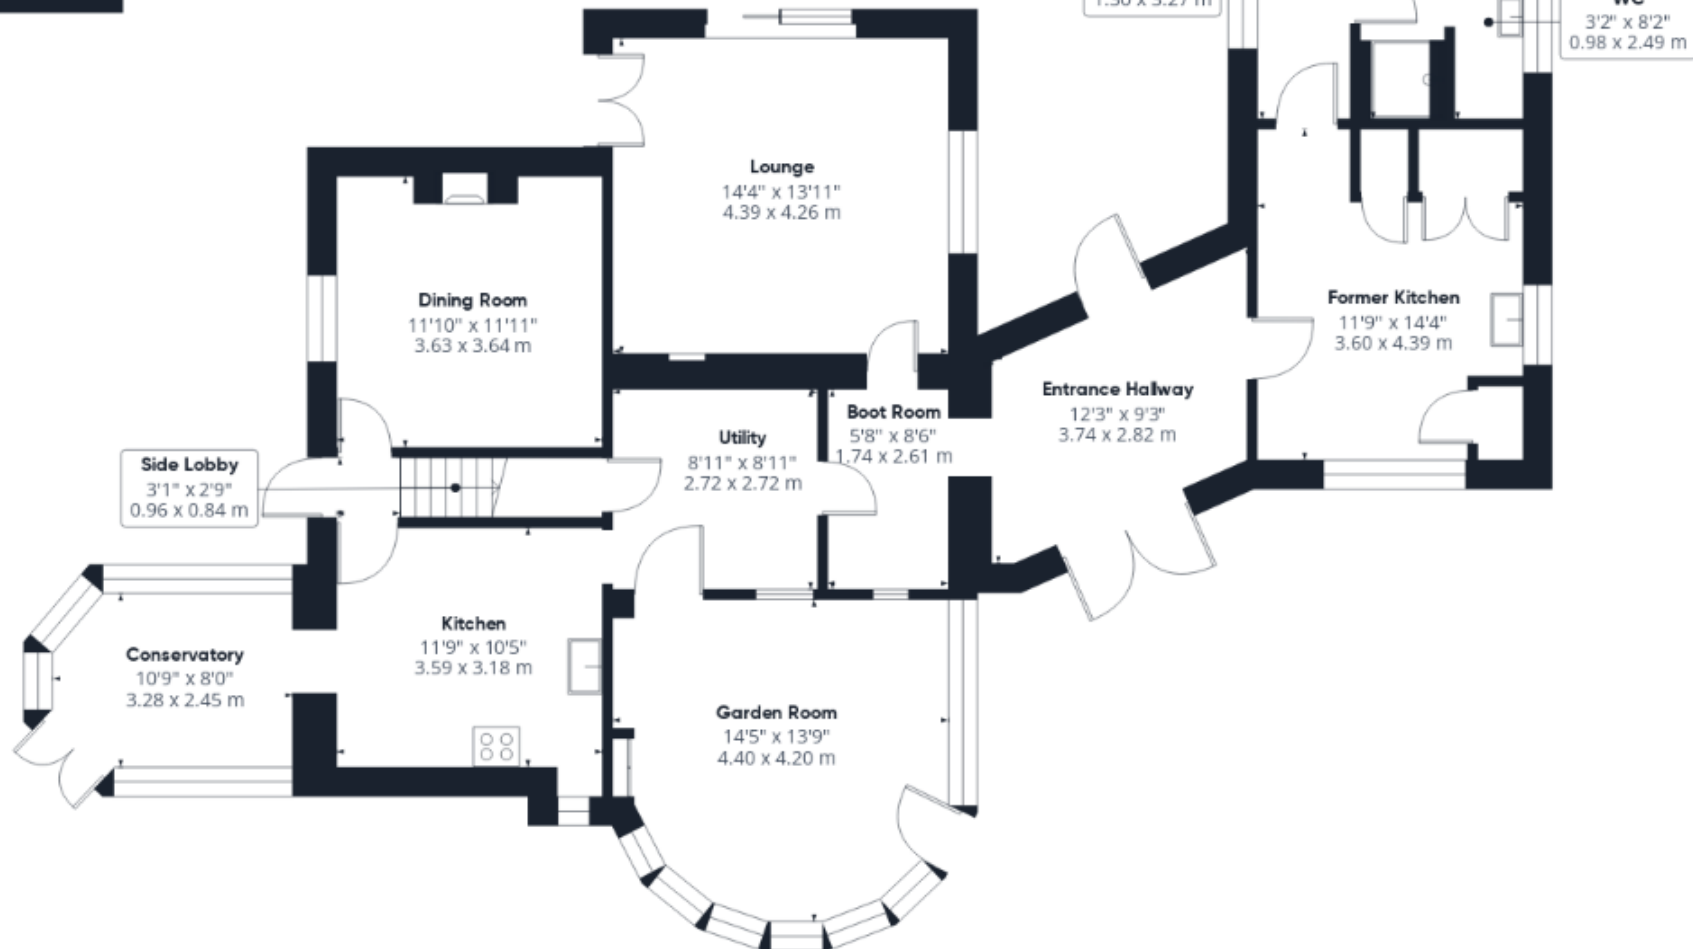 1.50 x 3.27 m
WC
3'2" x 8'2"
0.98 x 2.49 m
Lounge
14'4" x 13'11"
4.39 x 4.26 m
Dining Room
11'10" x 11'11"
3.63 x 3.64 m
Former Kitchen
11'9" x 14'4"
3.60 x 4.39 m
Entrance Hallway
12'3" x 9'3"
3.74 x 2.82 m
Boot Room
5'8" x 8'6"
1.74 x 2.61 m
Utility
8'11" x 8'11"
2.72 x 2.72 m
Side Lobby
3'1" x 2'9"
0.96 x 0.84 m
Kitchen
11'9" x 10'5"
3.59 x 3.18 m
Conservatory
10'9" x 8'0"
3.28 x 2.45 m
Garden Room
14'5" x 13'9"
4.40 x 4.20 m